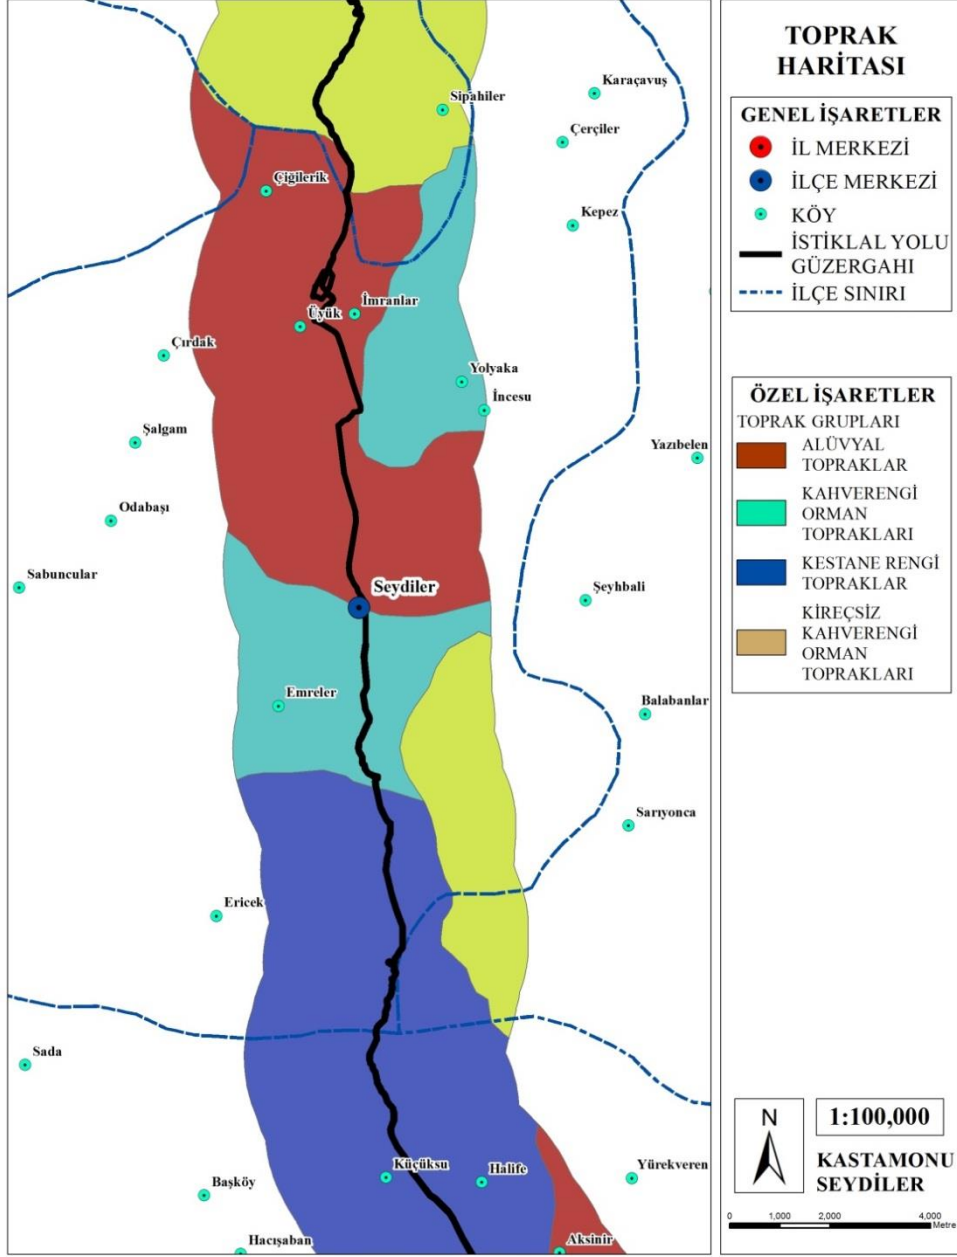 Karaçavuş
Sipahiler
Çerçiler
Çiğilerik
Kepez
İmranlar
Üyük
Çırdak
Yolyaka
İncesu
Şalgam
Yazıbelen
Odabaşı
Sabuncular
Seydiler
Şeyhbali
Emreler
Balabanlar
Sarıyonca
Ericek
Sada
Küçüksu
Halife
Yürekveren
Başköy
Hacışaban
Aksinir
TOPRAK
HARİTASI
GENEL İŞARETLER
İL MERKEZİ
İLÇE MERKEZİ
KÖY
İSTİKLAL YOLU
GÜZERGAHI
İLÇE SINIRI
ÖZEL İŞARETLER
TOPRAK GRUPLARI
ALÜVYAL
TOPRAKLAR
KAHVERENGİ
ORMAN
TOPRAKLARI
KESTANE RENGİ
TOPRAKLAR
KİREÇSİZ
KAHVERENGİ
ORMAN
TOPRAKLARI
N
1:100,000
KASTAMONU
SEYDİLER
0 1,000 2,000 4,000
Metre